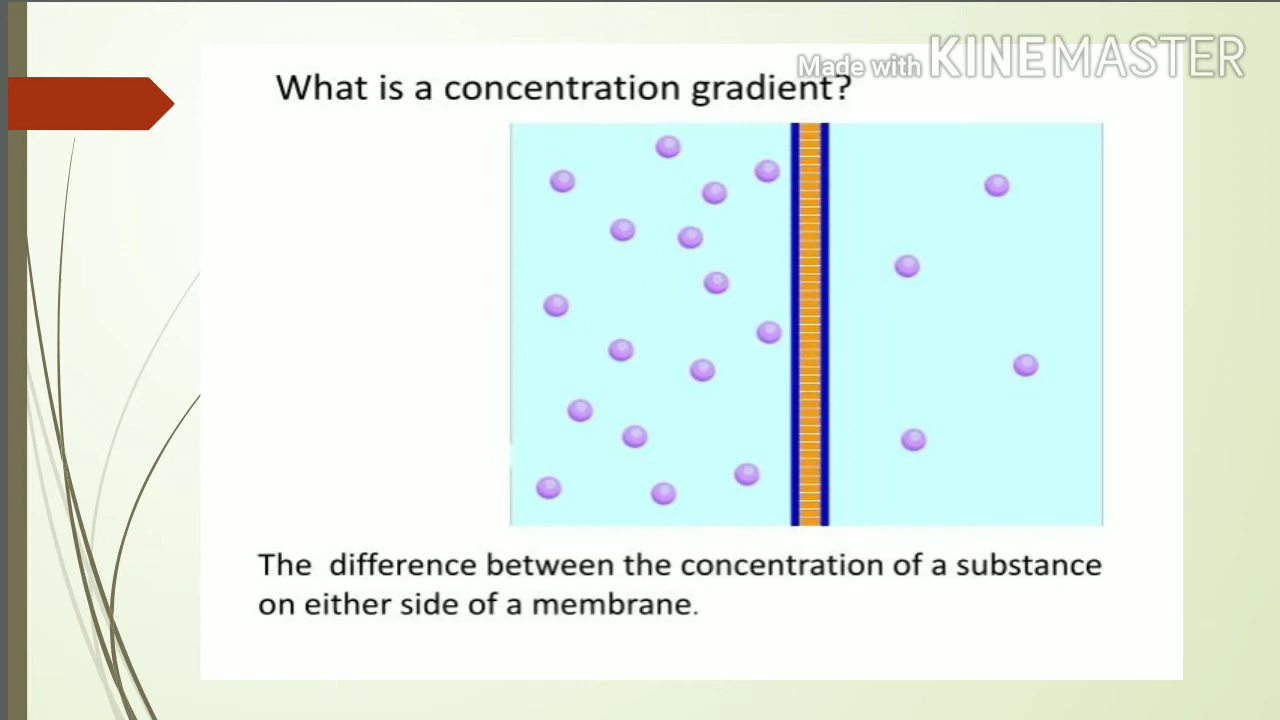 Made with KINEMASTER
What is a concentration gradient?
The difference between the concentration of a substance
on either side of a membrane.